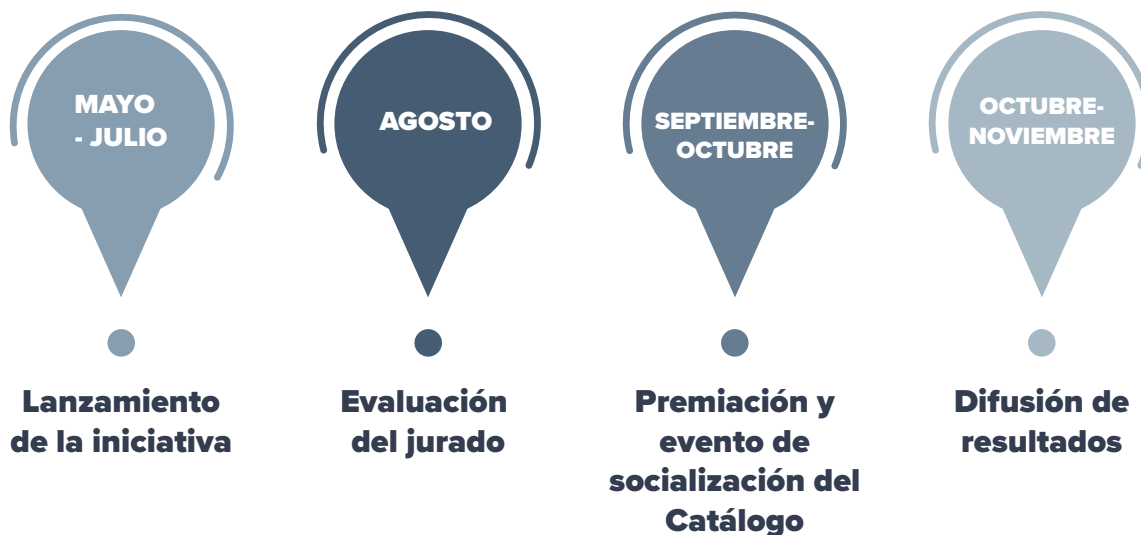 MAYO
- JULIO
AGOSTO
SEPTIEMBRE-
OCTUBRE
OCTUBRE-
NOVIEMBRE
Lanzamiento
de la iniciativa
Evaluación
del jurado
Premiación y
evento de
socialización del
Catálogo
Difusión de
resultados